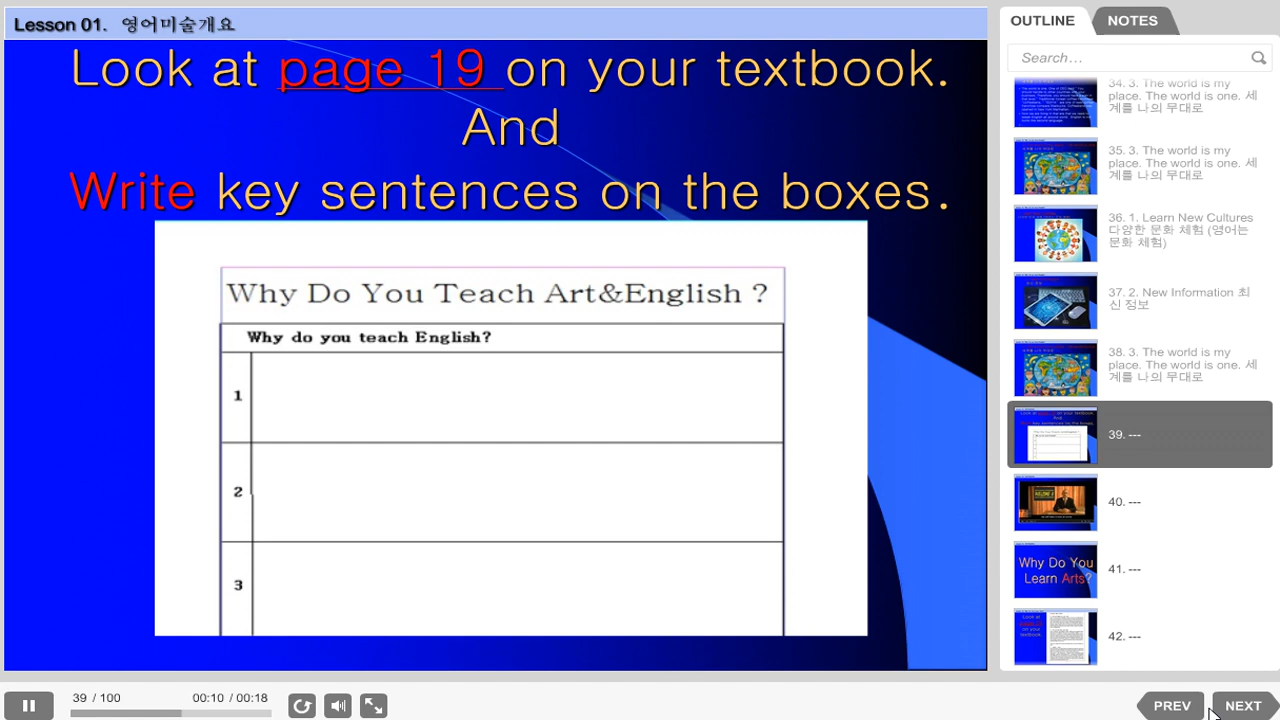 Lesson 01. 영어미술개요
Look at page 19 on your textbook.
And
Write key sentences on the boxes.
Why Do You Teach Art&English ?
Why do you teach English?
1
2
3
OUTLINE
NOTES
Search...
34. 3. The world is my
place. The world is one. 세
계를 나의 무대로
35. 3. The world is my
place. The world is one. 세
계를 나의 무대로
36. 1. Learn New Cultures
다양한 문화 체험 (영어는
문화 체험)
37. 2. New Information 최
신 정보
38. 3. The world is my
place. The world is one. 세
계를 나의 무대로
39. ---
40. ---
41. ---
Why Do You
Learn Arts?
42. ---
39 / 100
00:10 / 00:18
PREV
NEXT